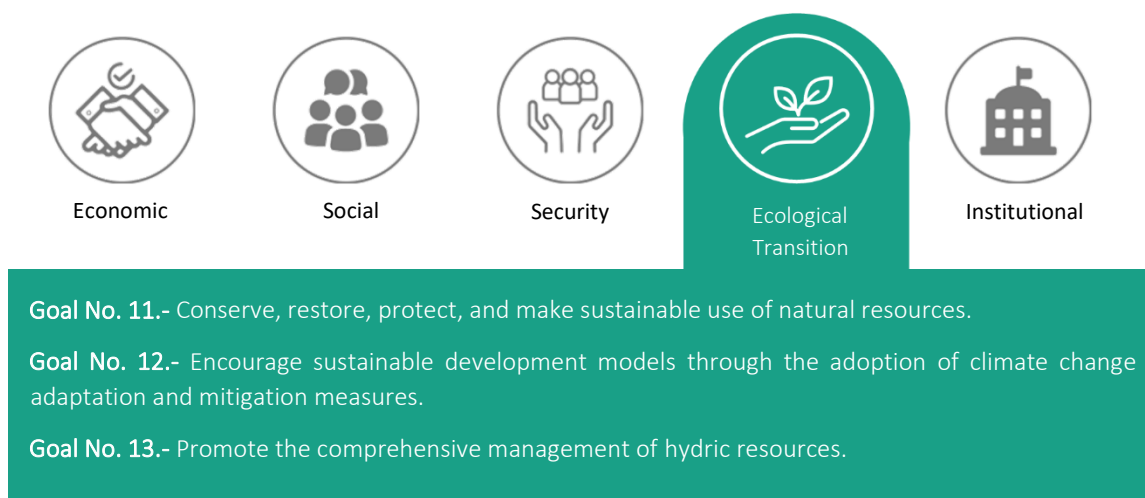 Economic
Social
Security
Ecological
Transition
Institutional
Goal No. 11.- Conserve, restore, protect, and make sustainable use of natural resources.
Goal No. 12.- Encourage sustainable development models through the adoption of climate change
adaptation and mitigation measures.
Goal No. 13.- Promote the comprehensive management of hydric resources.